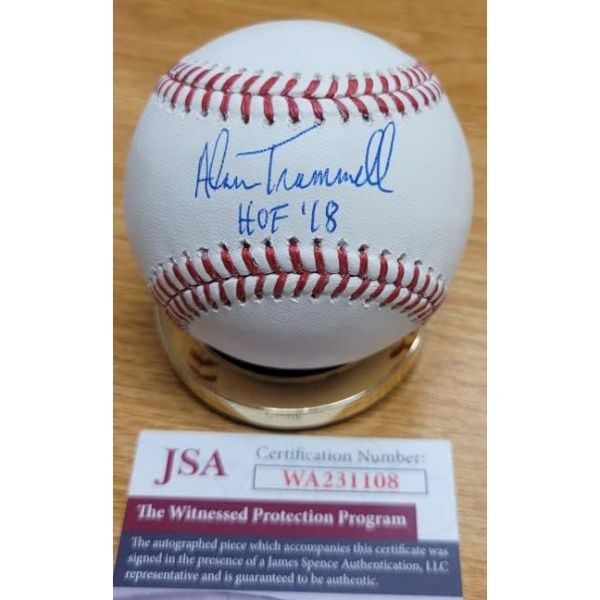 Alan Trammell
HOF '18
JSA
Certification Number:
WA231108
The Witnessed Protection Program
The autographed piece which accompanies this certificate was
signed in the presence of a James Spence Authentication, LLC
representative and is guaranteed to be authentic.